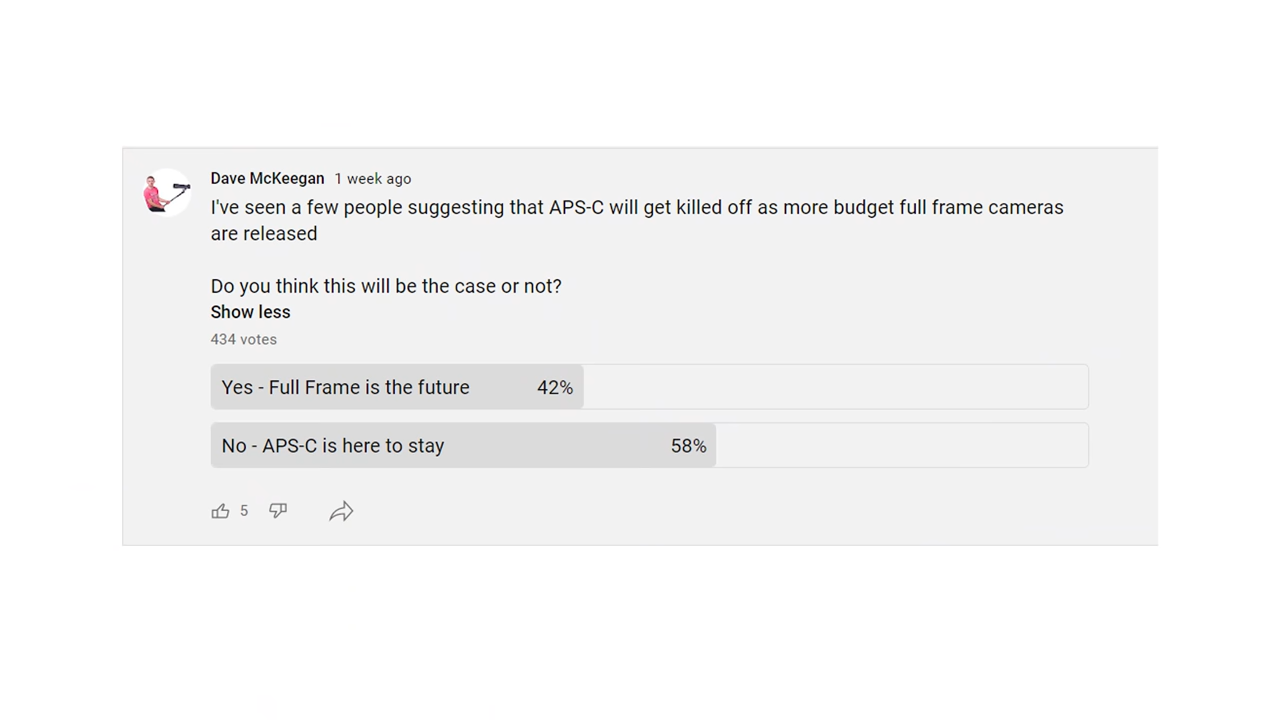 Dave McKeegan 1 week ago
I've seen a few people suggesting that APS-C will get killed off as more budget full frame cameras
are released
Do you think this will be the case or not?
Show less
434 votes
Yes - Full Frame is the future 42%
No - APS-C is here to stay 58%
5